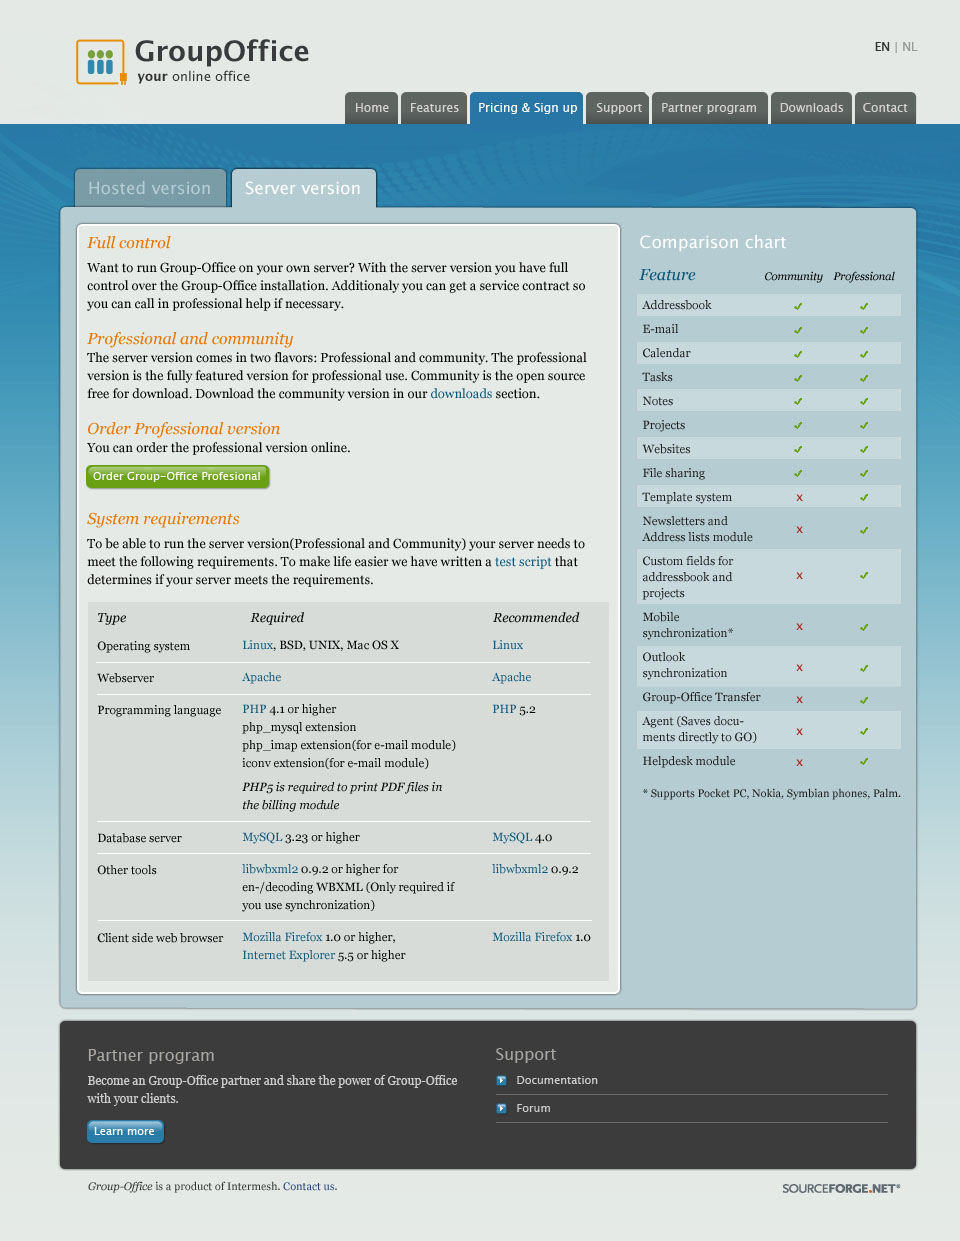 GroupOffice
your online office
EN | NL
Home Features Pricing & Sign up Support Partner program Downloads Contact
Hosted version Server version
Full control
Want to run Group-Office on your own server? With the server version you have full
control over the Group-Office installation. Additionaly you can get a service contract so
you can call in professional help if necessary.
Professional and community
The server version comes in two flavors: Professional and community. The professional
version is the fully featured version for professional use. Community is the open source
free for download. Download the community version in our downloads section.
Order Professional version
You can order the professional version online.
Order Group-Office Profesional
System requirements
To be able to run the server version(Professional and Community) your server needs to
meet the following requirements. To make life easier we have written a test script that
determines if your server meets the requirements.
Type Required Recommended
Operating system Linux, BSD, UNIX, Mac OS X Linux
Webserver Apache Apache
Programming language PHP 4.1 or higher PHP 5.2
php_mysql extension
php_imap extension(for e-mail module)
iconv extension(for e-mail module)
PHP5 is required to print PDF files in
the billing module
Database server MySQL 3.23 or higher MySQL 4.0
Other tools libwbxml2 0.9.2 or higher for libwbxml2 0.9.2
en-/decoding WBXML (Only required if
you use synchronization)
Client side web browser Mozilla Firefox 1.0 or higher, Mozilla Firefox 1.0
Internet Explorer 5.5 or higher
Comparison chart
Feature Community Professional
Addressbook
E-mail
Calendar
Tasks
Notes
Projects
Websites
File sharing
Template system x
Newsletters and
Address lists module x
Custom fields for
addressbook and x
projects
Mobile
synchronization* x
Outlook
synchronization x
Group-Office Transfer x
Agent (Saves docu-
ments directly to GO) x
Helpdesk module x
* Supports Pocket PC, Nokia, Symbian phones, Palm.
Partner program
Become an Group-Office partner and share the power of Group-Office
with your clients.
Learn more
Support
Documentation
Forum
Group-Office is a product of Intermesh. Contact us.
SOURCEFORGE.NET®